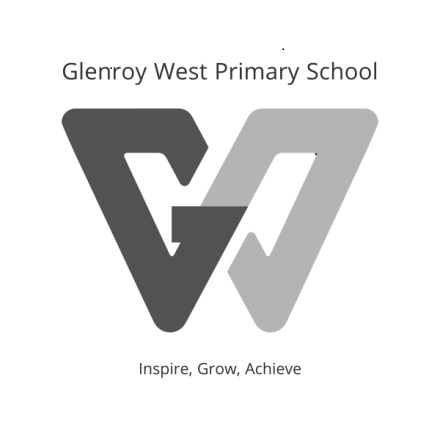 Glenroy West Primary School
Inspire, Grow, Achieve